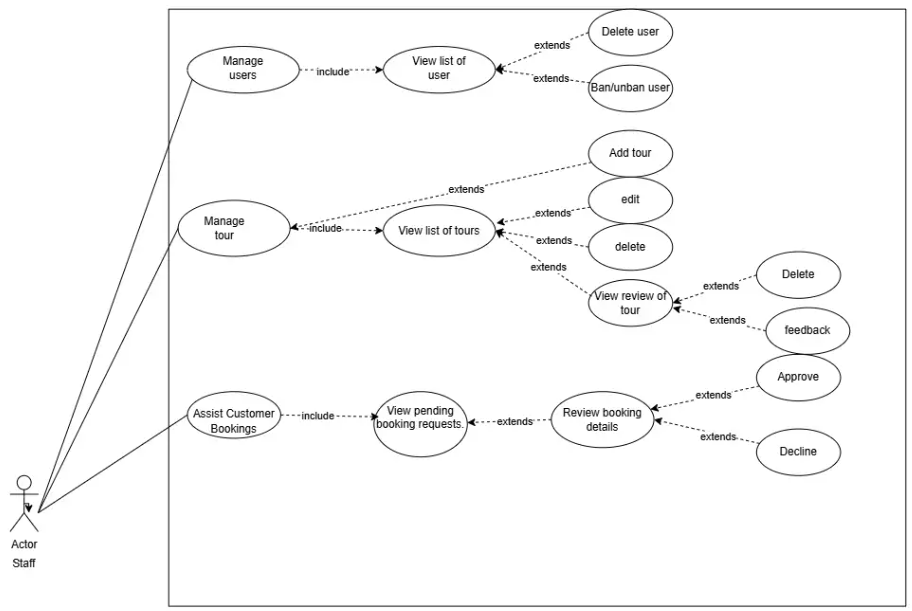 Delete user
extends
Manage
users
include
View list of
user
extends
Ban/unban user
Add tour
extends
edit
extends
Manage
tour
include
View list of tours
extends
delete
extends
View review of
tour
extends
Delete
extends
feedback
Approve
extends
Assist Customer
Bookings
include
View pending
booking requests.
extends
Review booking
details
extends
Decline
Actor
Staff